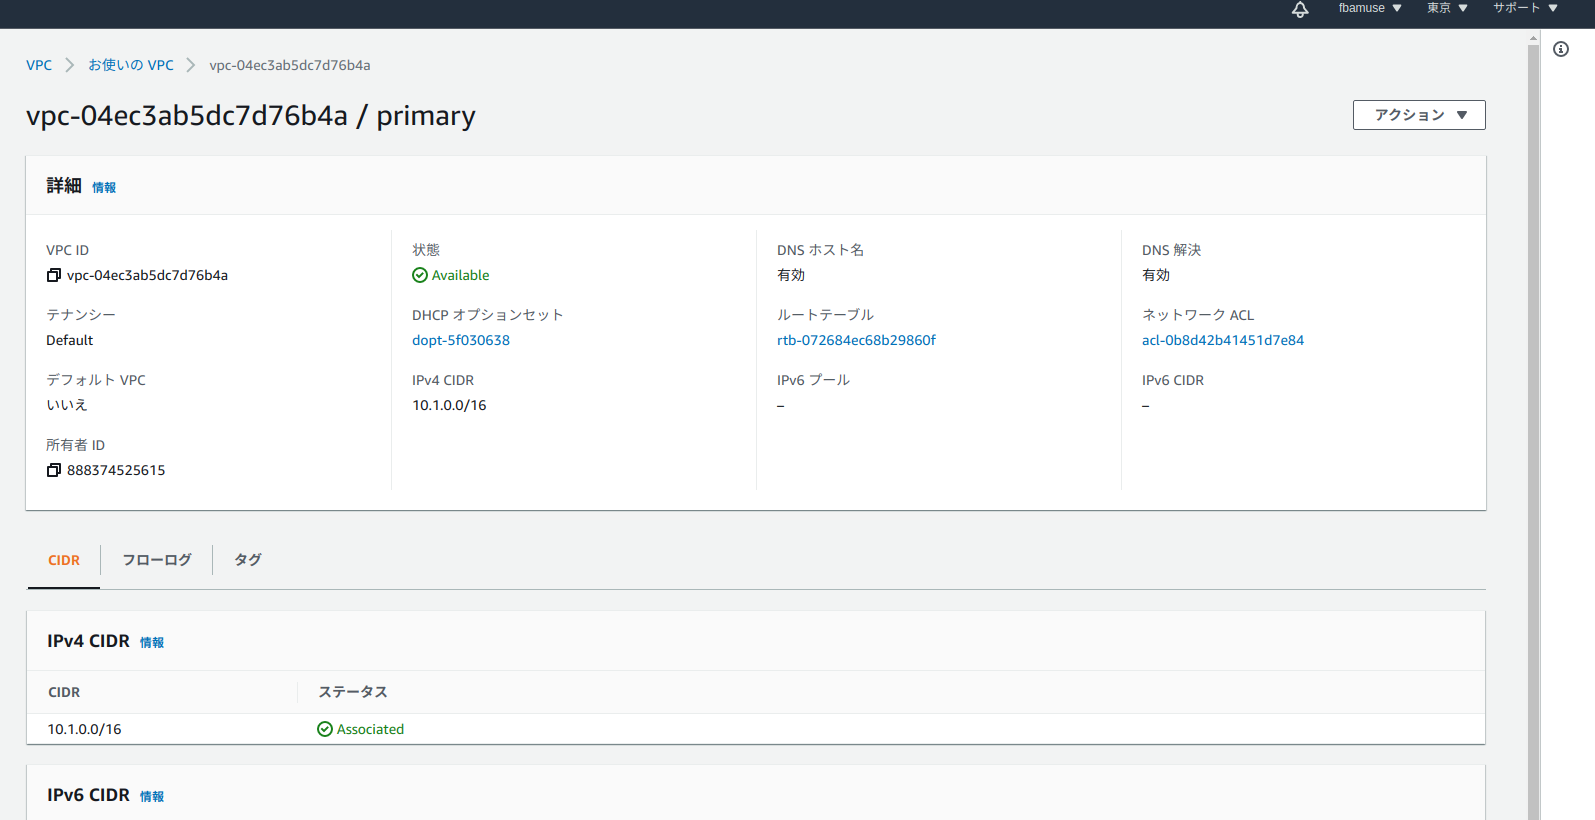 fbamuse 東京 サポート
VPC お使いの VPC vpc-04ec3ab5dc7d76b4a
vpc-04ec3ab5dc7d76b4a / primary
アクション
詳細 情報
VPC ID 状態 DNS ホスト名 DNS 解決
vpc-04ec3ab5dc7d76b4a Available 有効 有効
テナンシー DHCP オプションセット ルートテーブル ネットワーク ACL
Default dopt-5f030638 rtb-072684ec68b29860f acl-0b8d42b41451d7e84
デフォルト VPC IPv4 CIDR IPv6 プール IPv6 CIDR
いいえ 10.1.0.0/16 – –
所有者 ID
888374525615
CIDR フローログ タグ
IPv4 CIDR 情報
CIDR ステータス
10.1.0.0/16 Associated
IPv6 CIDR 情報